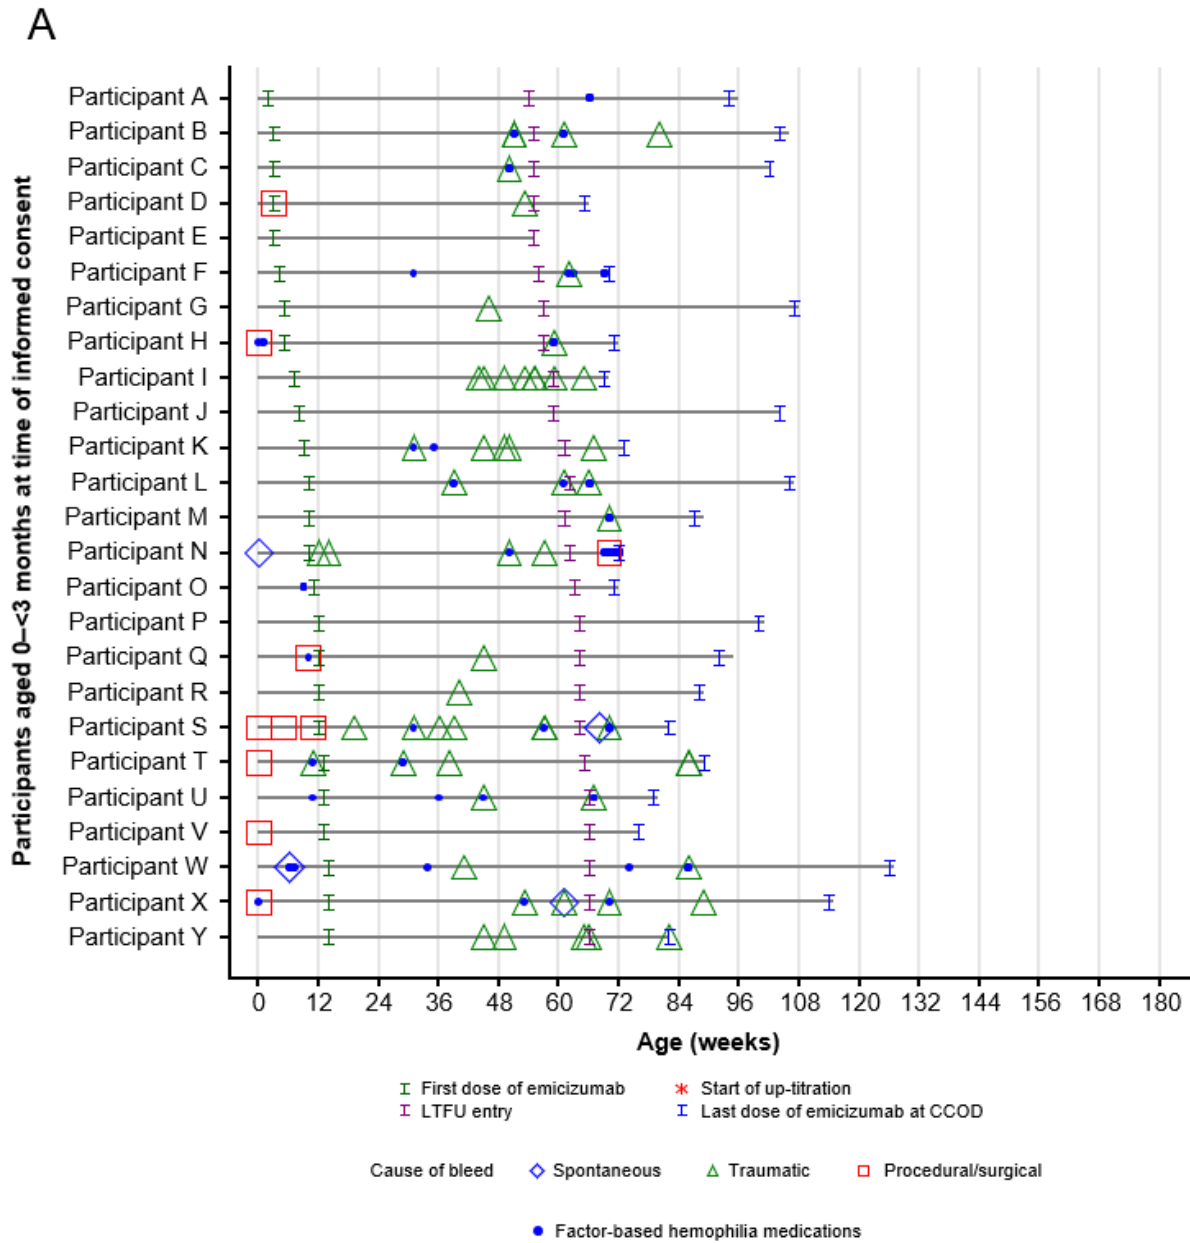 A
Participants aged 0–<3 months at time of informed consent
Participant A
Participant B
Participant C
Participant D
Participant E
Participant F
Participant G
Participant H
Participant I
Participant J
Participant K
Participant L
Participant M
Participant N
Participant O
Participant P
Participant Q
Participant R
Participant S
Participant T
Participant U
Participant V
Participant W
Participant X
Participant Y
0 12 24 36 48 60 72 84 96 108 120 132 144 156 168 180
Age (weeks)
First dose of emicizumab Start of up-titration
LTFU entry Last dose of emicizumab at CCOD
Cause of bleed Spontaneous Traumatic Procedural/surgical
Factor-based hemophilia medications